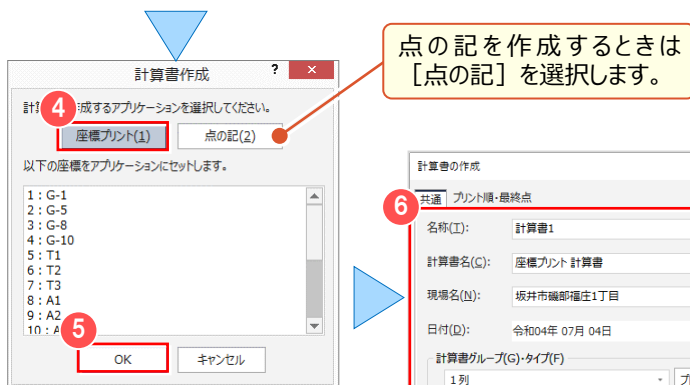 点の記を作成するときは
［点の記］を選択します。
計算書作成 ? ×
4
計 成するアプリケーションを選択してください。
座標プリント(1) 点の記(2)
以下の座標をアプリケーションにセットします。
1 : G-1
2 : G-5
3 : G-8
4 : G-10
5 : T1
6 : T2
7 : T3
8 : A1
9 : A2
10 : A
5
OK キャンセル
計算書の作成
6
共通 プリント順・最終点
名称(T): 計算書1
計算書名(C): 座標プリント 計算書
現場名(N): 坂井市磯部福庄1丁目
日付(D): 令和04年 07月 04日
計算書グループ(G)・タイプ(F)
1列 プ